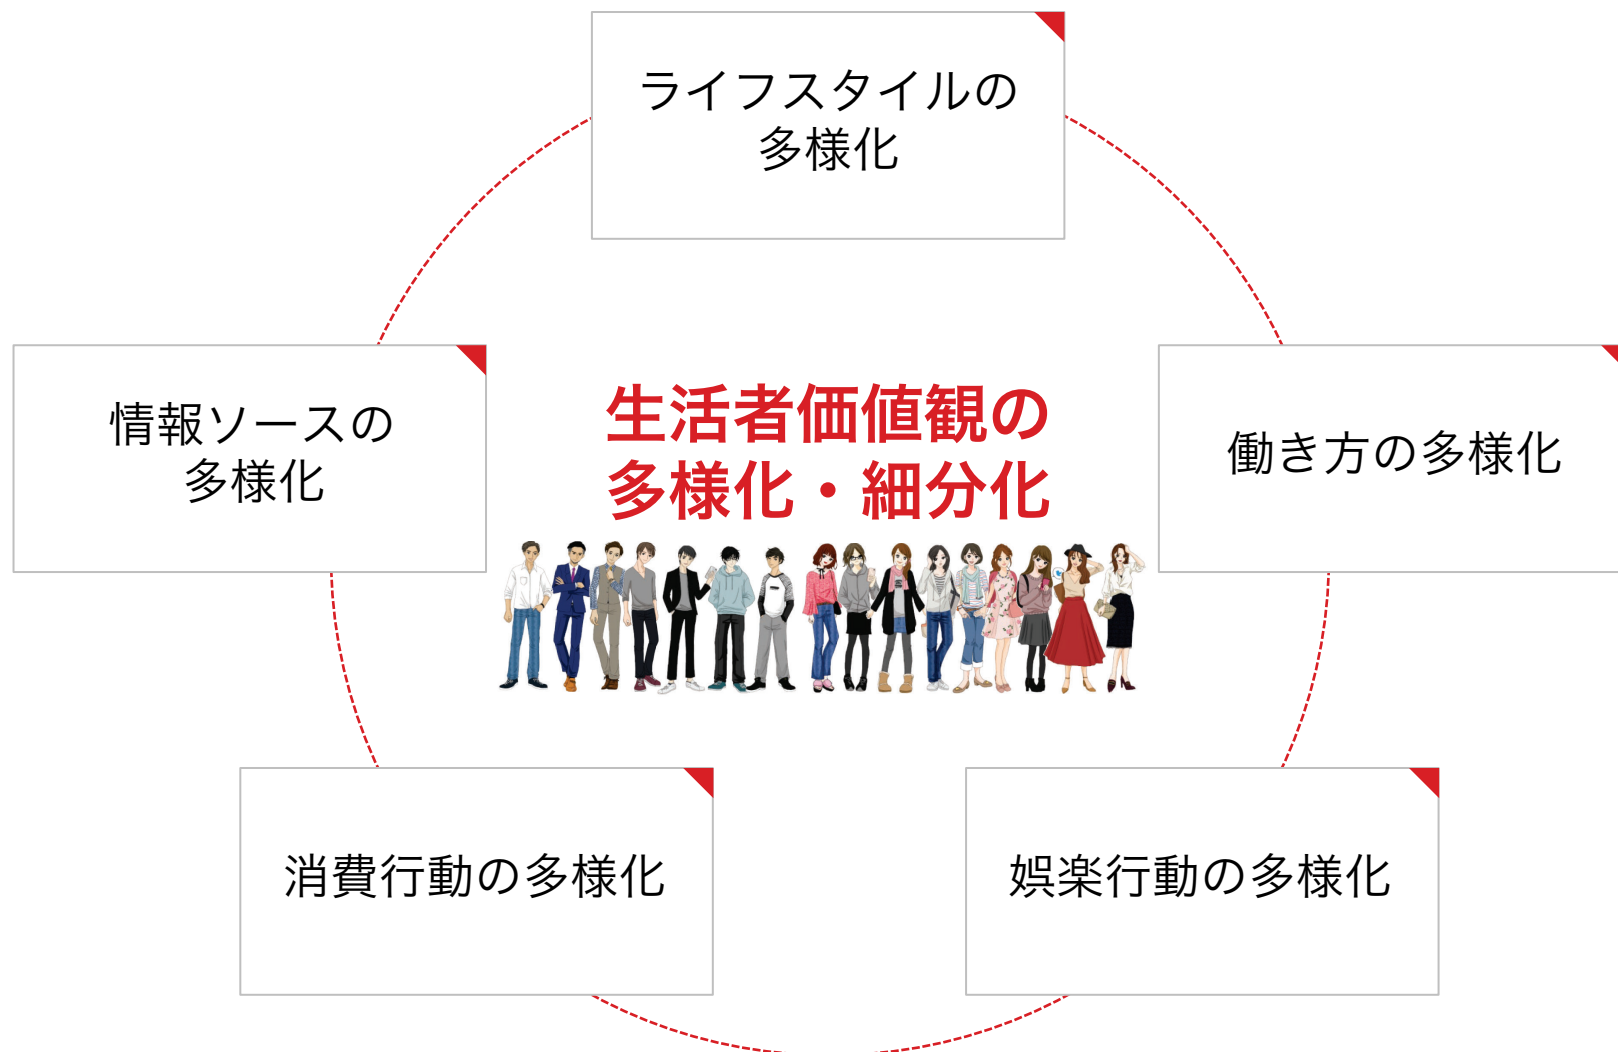 ライフスタイルの
多様化
情報ソースの
多様化
生活者価値観の
多様化・細分化
働き方の多様化
消費行動の多様化
娯楽行動の多様化